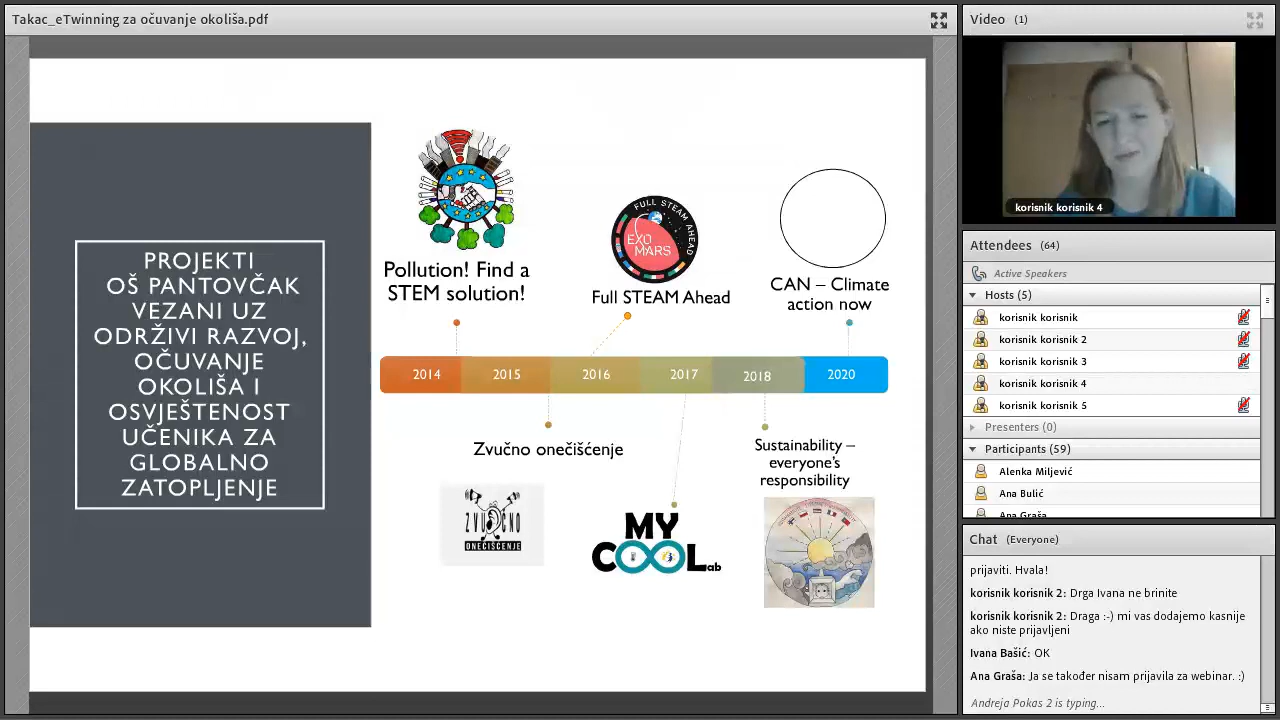 Takac_eTwinning za očuvanje okoliša.pdf
PROJEKTI
OŠ PANTOVČAK
VEZANI UZ
ODRŽIVI RAZVOJ,
OČUVANJE
OKOLIŠA I
OSVJEŠTENOST
UČENIKA ZA
GLOBALNO
ZATOPLJENJE
Pollution! Find a
STEM solution!
FULL STEAM AHEAD
EXO
MARS
Full STEAM Ahead
CAN – Climate
action now
2014
2015
2016
2017
2018
2020
Zvučno onečišćenje
ZVUČNO
ONEČIŠĆENJE
MY
COOLab
Sustainability –
everyone's
responsibility
Video (1)
korisnik korisnik 4
Attendees (64)
Active Speakers
Hosts (5)
korisnik korisnik
korisnik korisnik 2
korisnik korisnik 3
korisnik korisnik 4
korisnik korisnik 5
Presenters (0)
Participants (59)
Alenka Miljević
Ana Bulić
Ana Graša
Chat (Everyone)
prijaviti. Hvala!
korisnik korisnik 2: Drga Ivana ne brinite
korisnik korisnik 2: Draga :-) mi vas dodajemo kasnije
ako niste prijavljeni
Ivana Bašić: OK
Ana Graša: Ja se također nisam prijavila za webinar. :)
Andreja Pokas 2 is typing...